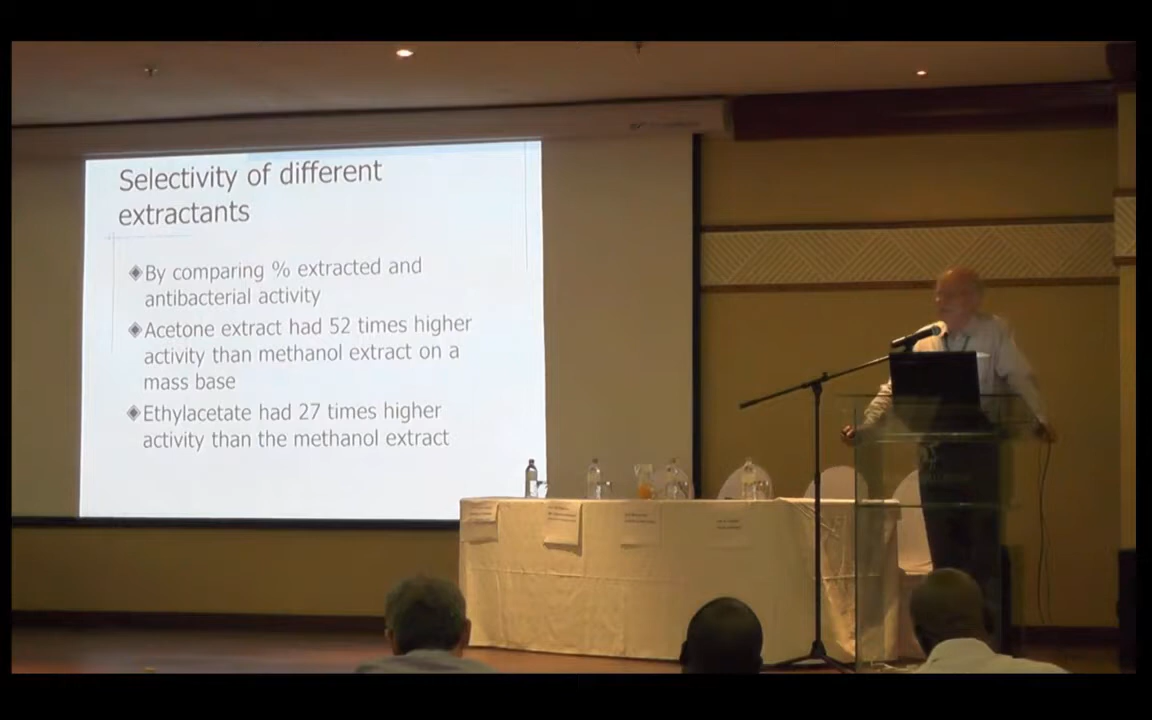 Selectivity of different
extractants
By comparing % extracted and
antibacterial activity
Acetone extract had 52 times higher
activity than methanol extract on a
mass base
Ethylacetate had 27 times higher
activity than the methanol extract